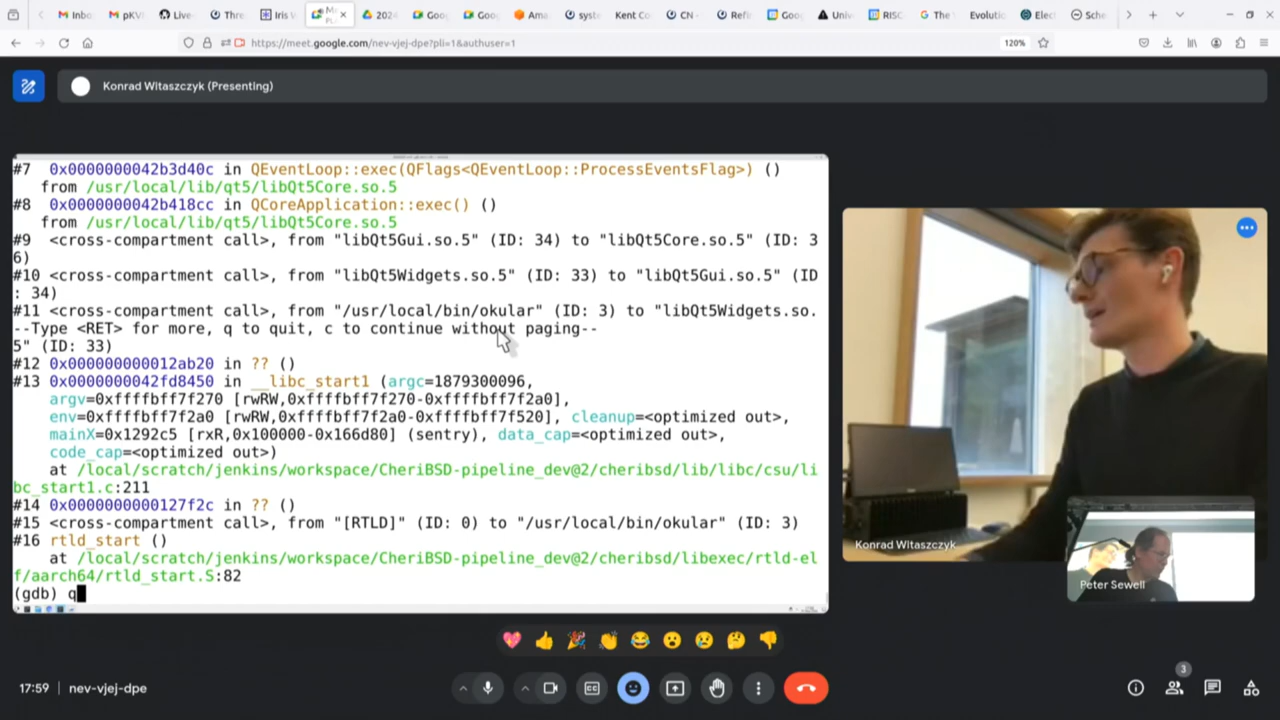 Inbo
pKV
Live
Thre
Iris V
M
202
Goo
Goo
Ama
syst
Kent Co
CN -
Refi
Goo
Univ
RISC
The
Evolutic
Elec
Sche
https://meet.google.com/nev-vjej-dpe?pli=1&authuser=1
120%
Konrad Witaszczyk (Presenting)
#7  0x0000000042b3d40c in QEventLoop::exec(QFlags<QEventLoop::ProcessEventsFlag>) ()
from /usr/local/lib/qt5/libQt5Core.so.5
#8  0x0000000042b418cc in QCoreApplication::exec() ()
from /usr/local/lib/qt5/libQt5Core.so.5
#9  <cross-compartment call>, from "libQt5Gui.so.5" (ID: 34) to "libQt5Core.so.5" (ID: 3
6)
#10 <cross-compartment call>, from "libQt5Widgets.so.5" (ID: 33) to "libQt5Gui.so.5" (ID
: 34)
#11 <cross-compartment call>, from "/usr/local/bin/okular" (ID: 3) to "libQt5Widgets.so.
--Type <RET> for more, q to quit, c to continue without paging--
5" (ID: 33)
#12 0x000000000012ab20 in ?? ()
#13 0x0000000042fd8450 in __libc_start1 (argc=1879300096,
argv=0xffffbff7f270 [rwRW,0xffffbff7f270-0xffffbff7f2a0],
env=0xffffbff7f2a0 [rwRW,0xffffbff7f2a0-0xffffbff7f520], cleanup=<optimized out>,
mainX=0x1292c5 [rxR,0x100000-0x166d80] (sentry), data_cap=<optimized out>,
code_cap=<optimized out>)
at /local/scratch/jenkins/workspace/CheriBSD-pipeline_dev@2/cheribsd/lib/libc/csu/li
bc_start1.c:211
#14 0x0000000000127f2c in ?? ()
#15 <cross-compartment call>, from "[RTLD]" (ID: 0) to "/usr/local/bin/okular" (ID: 3)
#16 rtld_start ()
at /local/scratch/jenkins/workspace/CheriBSD-pipeline_dev@2/cheribsd/libexec/rtld-el
f/aarch64/rtld_start.S:82
(gdb) q
Konrad Witaszczyk
Peter Sewell
17:59 | nev-vjej-dpe
3